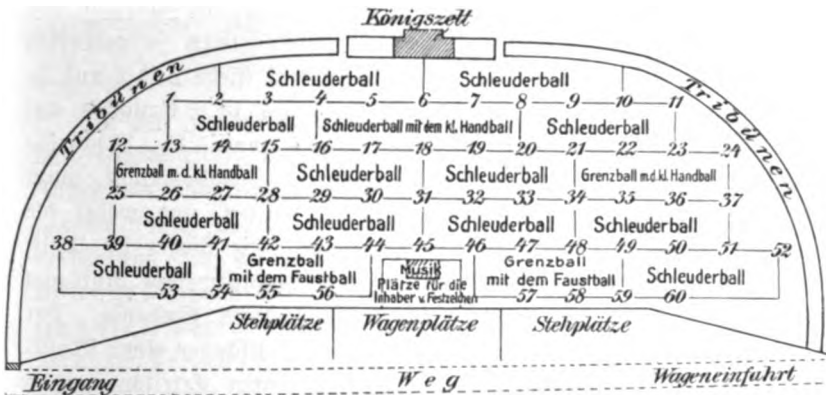 Königszelt
Tribünen
Tribünen
Schleuderball Schleuderball
2 3 4 5 6 7 8 9 10 11
Schleuderball Schleuderball mit dem kl. Handball Schleuderball
12 13 14 15 16 17 18 19 20 21 22 23 24
Grenzball m. d. kl. Handball Schleuderball Schleuderball Grenzball m.d. kl. Handball
25 26 27 28 29 30 31 32 33 34 35 36 37
Schleuderball Schleuderball Schleuderball Schleuderball
38 39 40 41 42 43 44 45 46 47 48 49 50 51 52
Schleuderball
Grenzball
mit dem Faustball
Musik
Plätze für die
Inhaber v. Festzeichen
Grenzball
mit dem Faustball
Schleuderball
53 54 55 56 57 58 59 60
Stehplätze Wagenplätze Stehplätze
Eingang Weg Wageneinfahrt